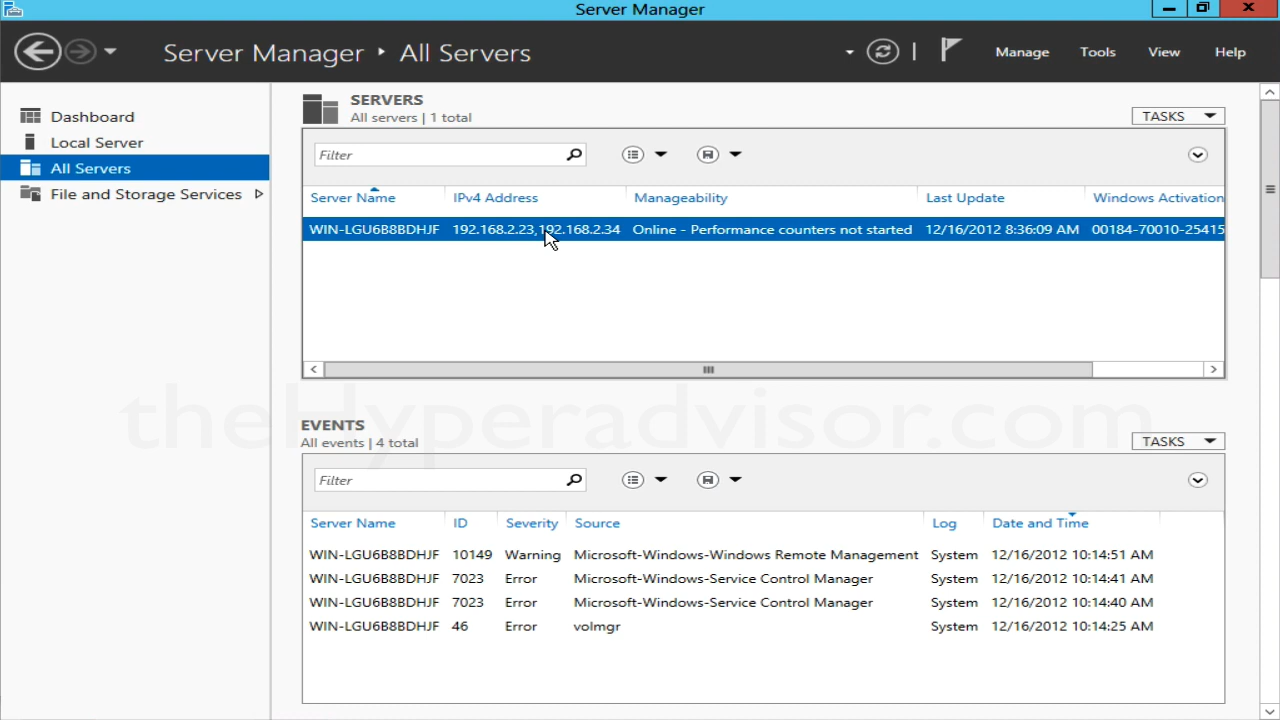 Server Manager
Server Manager ‣ All Servers
Manage Tools View Help
Dashboard
Local Server
All Servers
File and Storage Services
SERVERS
All servers | 1 total
TASKS
Filter
Server Name IPv4 Address Manageability Last Update Windows Activation
WIN-LGU6B8BDHJF 192.168.2.23,192.168.2.34 Online - Performance counters not started 12/16/2012 8:36:09 AM 00184-70010-25415
theHyperadvisor.com
EVENTS
All events | 4 total
TASKS
Filter
Server Name ID Severity Source Log Date and Time
WIN-LGU6B8BDHJF 10149 Warning Microsoft-Windows-Windows Remote Management System 12/16/2012 10:14:51 AM
WIN-LGU6B8BDHJF 7023 Error Microsoft-Windows-Service Control Manager System 12/16/2012 10:14:41 AM
WIN-LGU6B8BDHJF 7023 Error Microsoft-Windows-Service Control Manager System 12/16/2012 10:14:40 AM
WIN-LGU6B8BDHJF 46 Error volmgr System 12/16/2012 10:14:25 AM